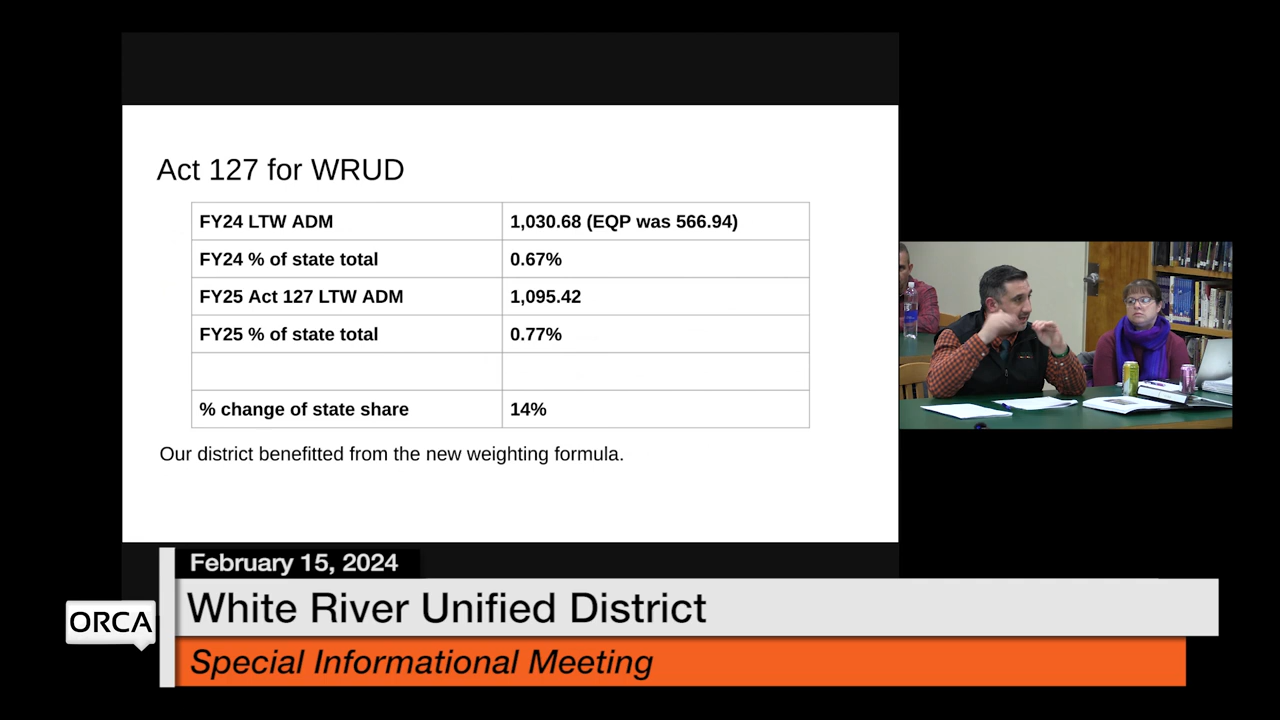 Act 127 for WRUD
FY24 LTW ADM 1,030.68 (EQP was 566.94)
FY24 % of state total 0.67%
FY25 Act 127 LTW ADM 1,095.42
FY25 % of state total 0.77%
% change of state share 14%
Our district benefitted from the new weighting formula.
February 15, 2024
White River Unified District
ORCA
Special Informational Meeting